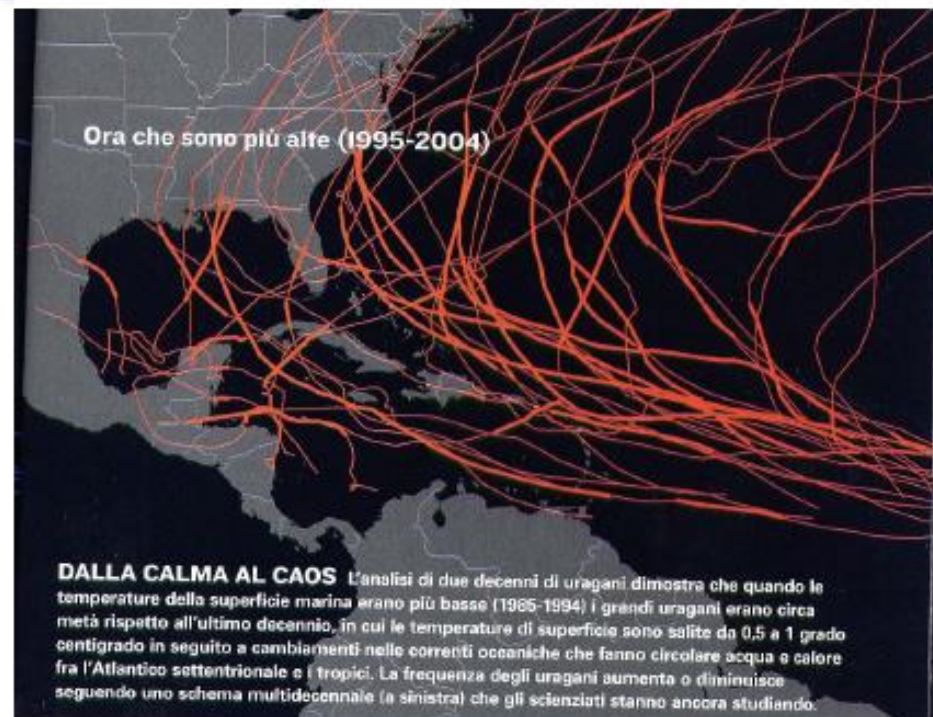 Ora che sono più alte (1995-2004)
DALLA CALMA AL CAOS L'analisi di due decenni di uragani dimostra che quando le
temperature della superficie marina erano più basse (1985-1994) i grandi uragani erano circa
metà rispetto all'ultimo decennio, in cui le temperature di superficie sono salite da 0,5 a 1 grado
centigrado in seguito a cambiamenti nelle correnti oceaniche che fanno circolare acqua e calore
fra l'Atlantico settentrionale e i tropici. La frequenza degli uragani aumenta o diminuisce
seguendo uno schema multidecennale (a sinistra) che gli scienziati stanno ancora studiando.